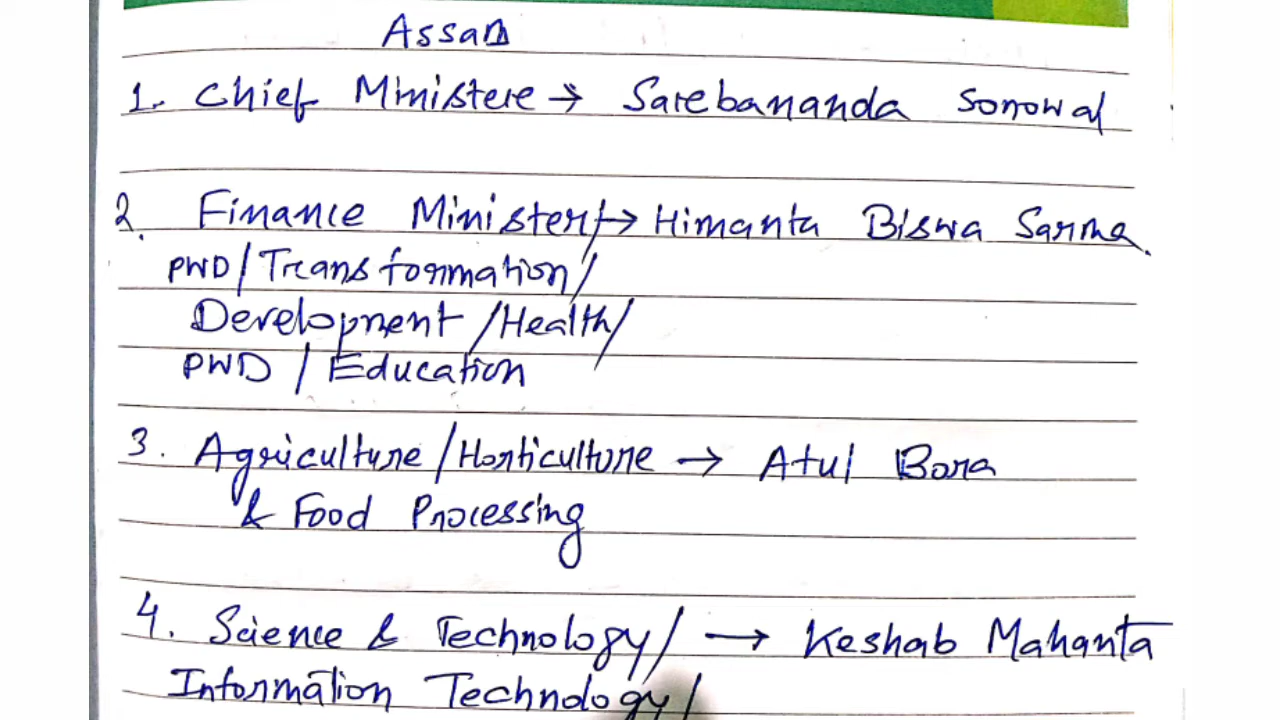 Assam
1. Chief Ministere → Sarebananda Sonowal
2. Finance Minister/→ Himanta Biswa Sarma.
PWD/Transformation/
Development/Health/
PWD / Education
3. Agriculture/Horticulture → Atul Bora
& Food Processing
4. Science & Technology/ → Keshab Mahanta
Information Technology/